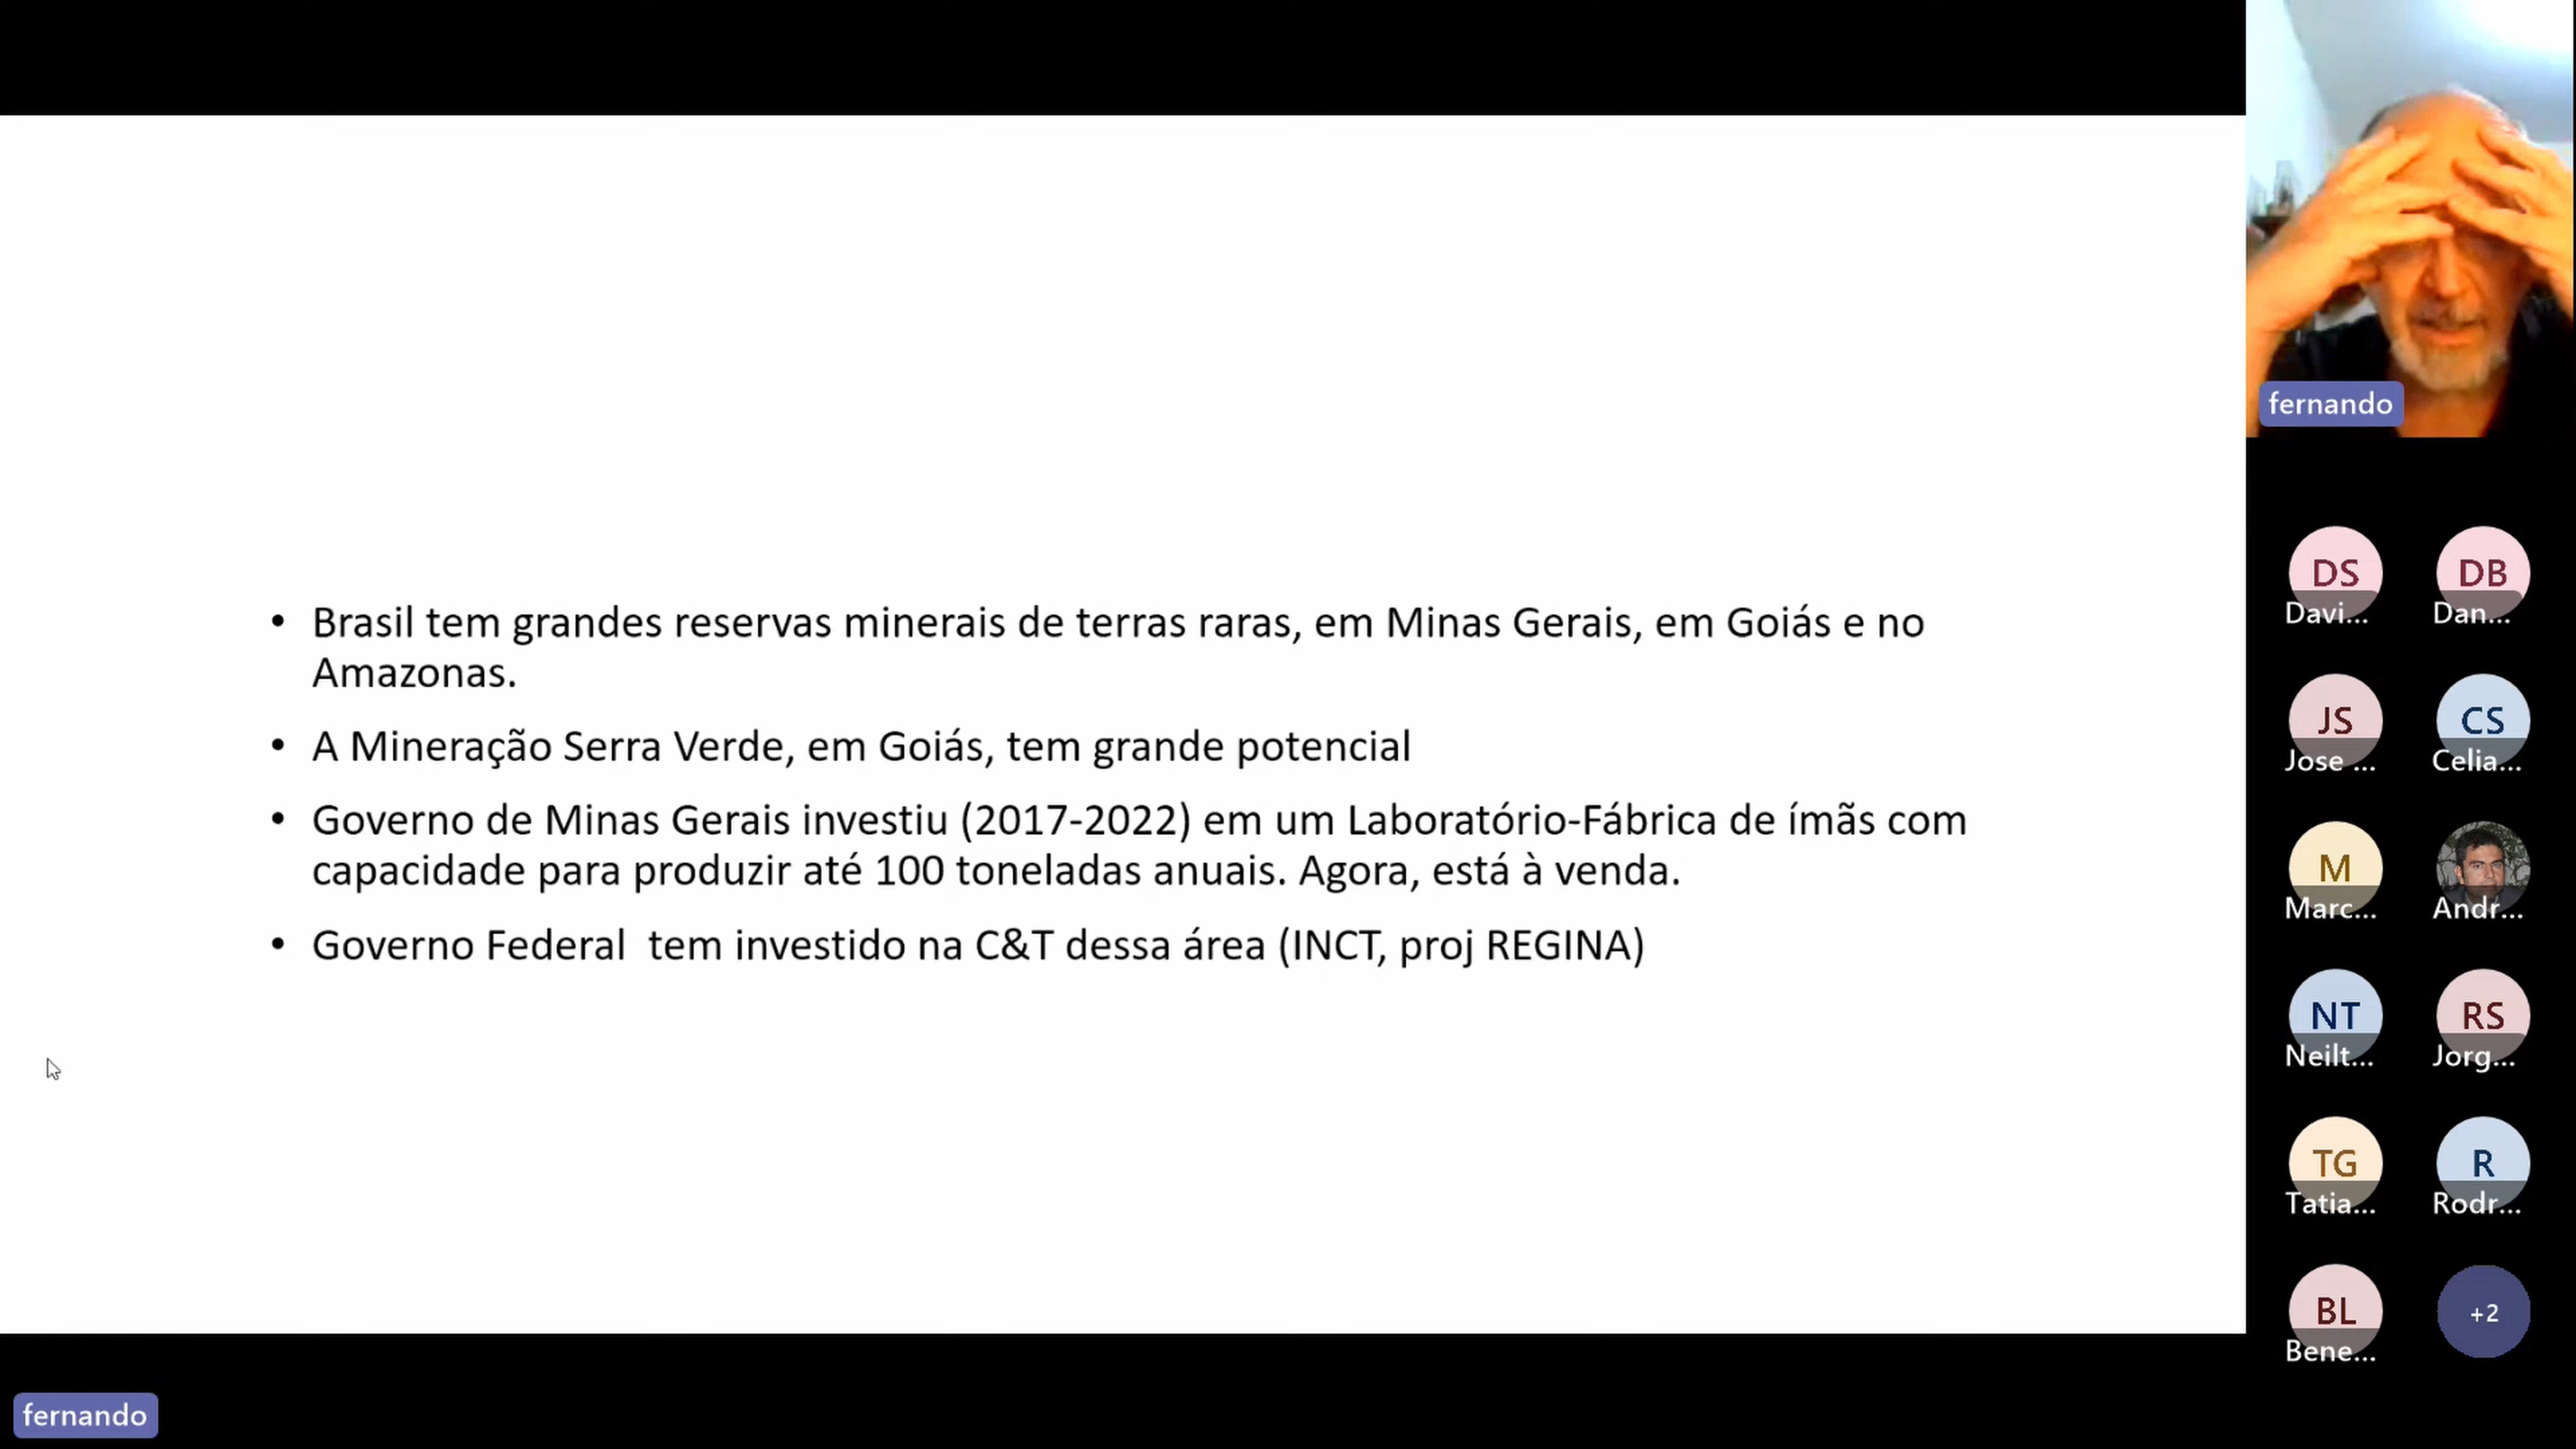 • Brasil tem grandes reservas minerais de terras raras, em Minas Gerais, em Goiás e no
Amazonas.
• A Mineração Serra Verde, em Goiás, tem grande potencial
• Governo de Minas Gerais investiu (2017-2022) em um Laboratório-Fábrica de ímãs com
capacidade para produzir até 100 toneladas anuais. Agora, está à venda.
• Governo Federal  tem investido na C&T dessa área (INCT, proj REGINA)
fernando
fernando
DS
DB
Davi...
Dan...
JS
CS
Jose ...
Celia...
M
Marc...
Andr...
NT
RS
Neilt...
Jorg...
TG
R
Tatia...
Rodr...
BL
+2
Bene...